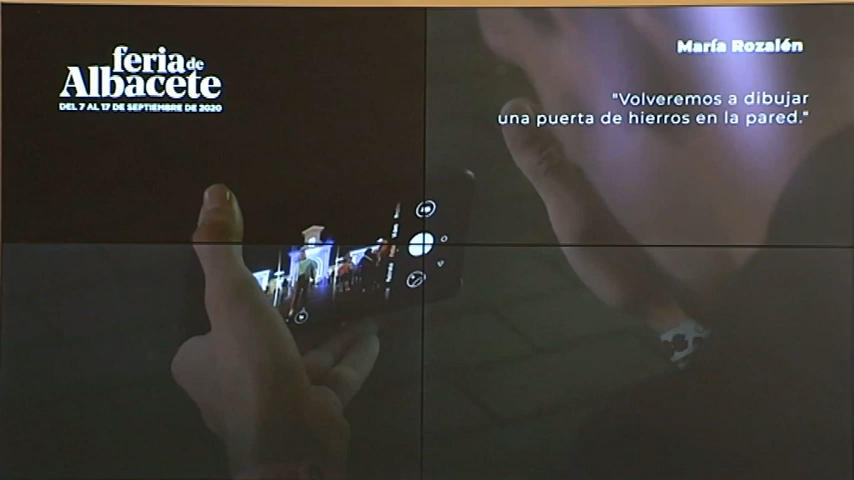 feria de
Albacete
DEL 7 AL 17 DE SEPTIEMBRE DE 2020
María Rozalén
"Volveremos a dibujar
una puerta de hierros en la pared."